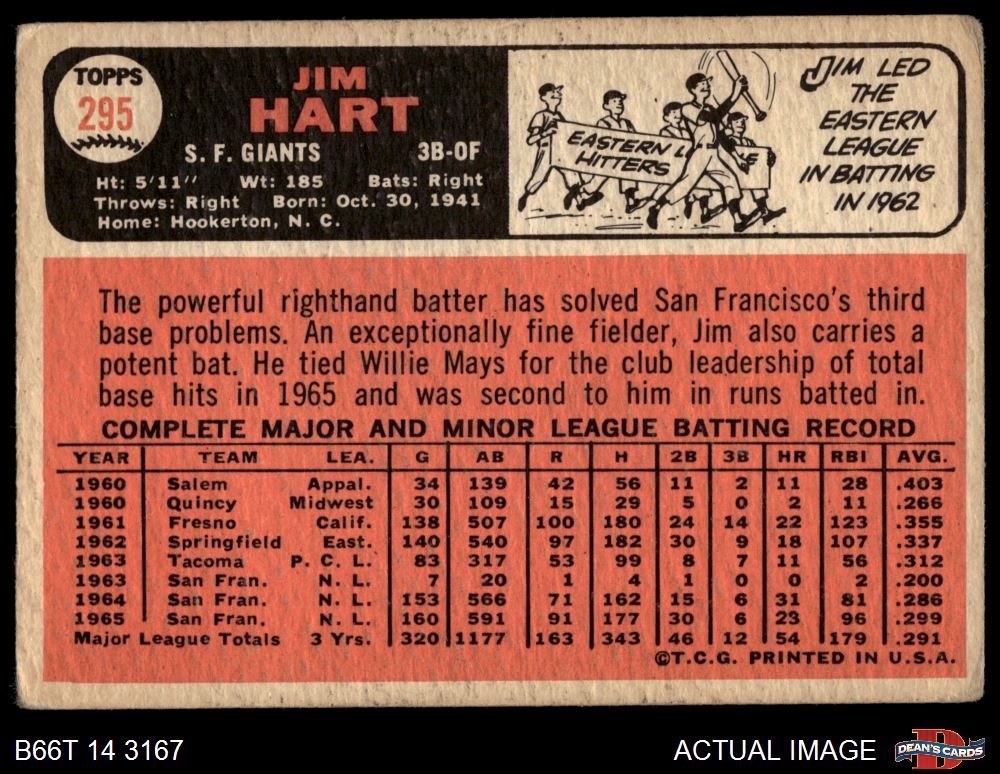 TOPPS
295
JIM
HART
S. F. GIANTS 3B-OF
Ht: 5'11" Wt: 185 Bats: Right
Throws: Right Born: Oct. 30, 1941
Home: Hookerton, N. C.
EASTERN L.
HITTERS
JIM LED
THE
EASTERN
LEAGUE
IN BATTING
IN 1962
The powerful righthand batter has solved San Francisco's third
base problems. An exceptionally fine fielder, Jim also carries a
potent bat. He tied Willie Mays for the club leadership of total
base hits in 1965 and was second to him in runs batted in.
COMPLETE MAJOR AND MINOR LEAGUE BATTING RECORD
YEAR TEAM LEA. G AB R H 2B 3B HR RBI AVG.
1960 Salem Appal. 34 139 42 56 11 2 11 28 .403
1960 Quincy Midwest 30 109 15 29 5 0 2 11 .266
1961 Fresno Calif. 138 507 100 180 24 14 22 123 .355
1962 Springfield East. 140 540 97 182 30 9 18 107 .337
1963 Tacoma P. C. L. 83 317 53 99 8 7 11 56 .312
1963 San Fran. N. L. 7 20 1 4 1 0 0 2 .200
1964 San Fran. N. L. 153 566 71 162 15 6 31 81 .286
1965 San Fran. N. L. 160 591 91 177 30 6 23 96 .299
Major League Totals 3 Yrs. 320 1177 163 343 46 12 54 179 .291
©T.C.G. PRINTED IN U.S.A.
B66T 14 3167
ACTUAL IMAGE
DEAN'S CARDS